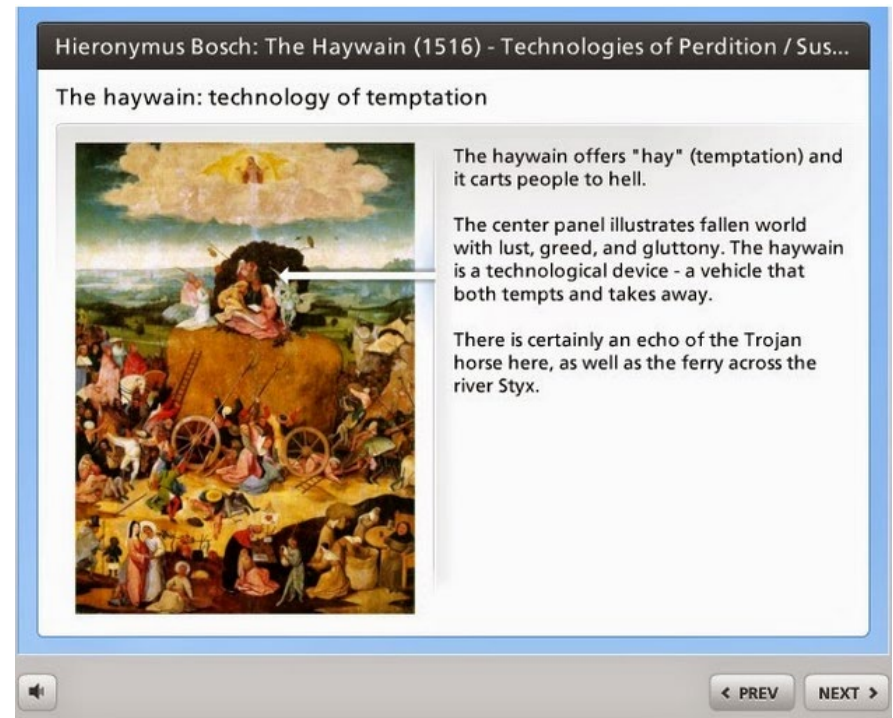 Hieronymus Bosch: The Haywain (1516) - Technologies of Perdition / Sus...
The haywain: technology of temptation
The haywain offers "hay" (temptation) and
it carts people to hell.
The center panel illustrates fallen world
with lust, greed, and gluttony. The haywain
is a technological device - a vehicle that
both tempts and takes away.
There is certainly an echo of the Trojan
horse here, as well as the ferry across the
river Styx.
< PREV
NEXT >